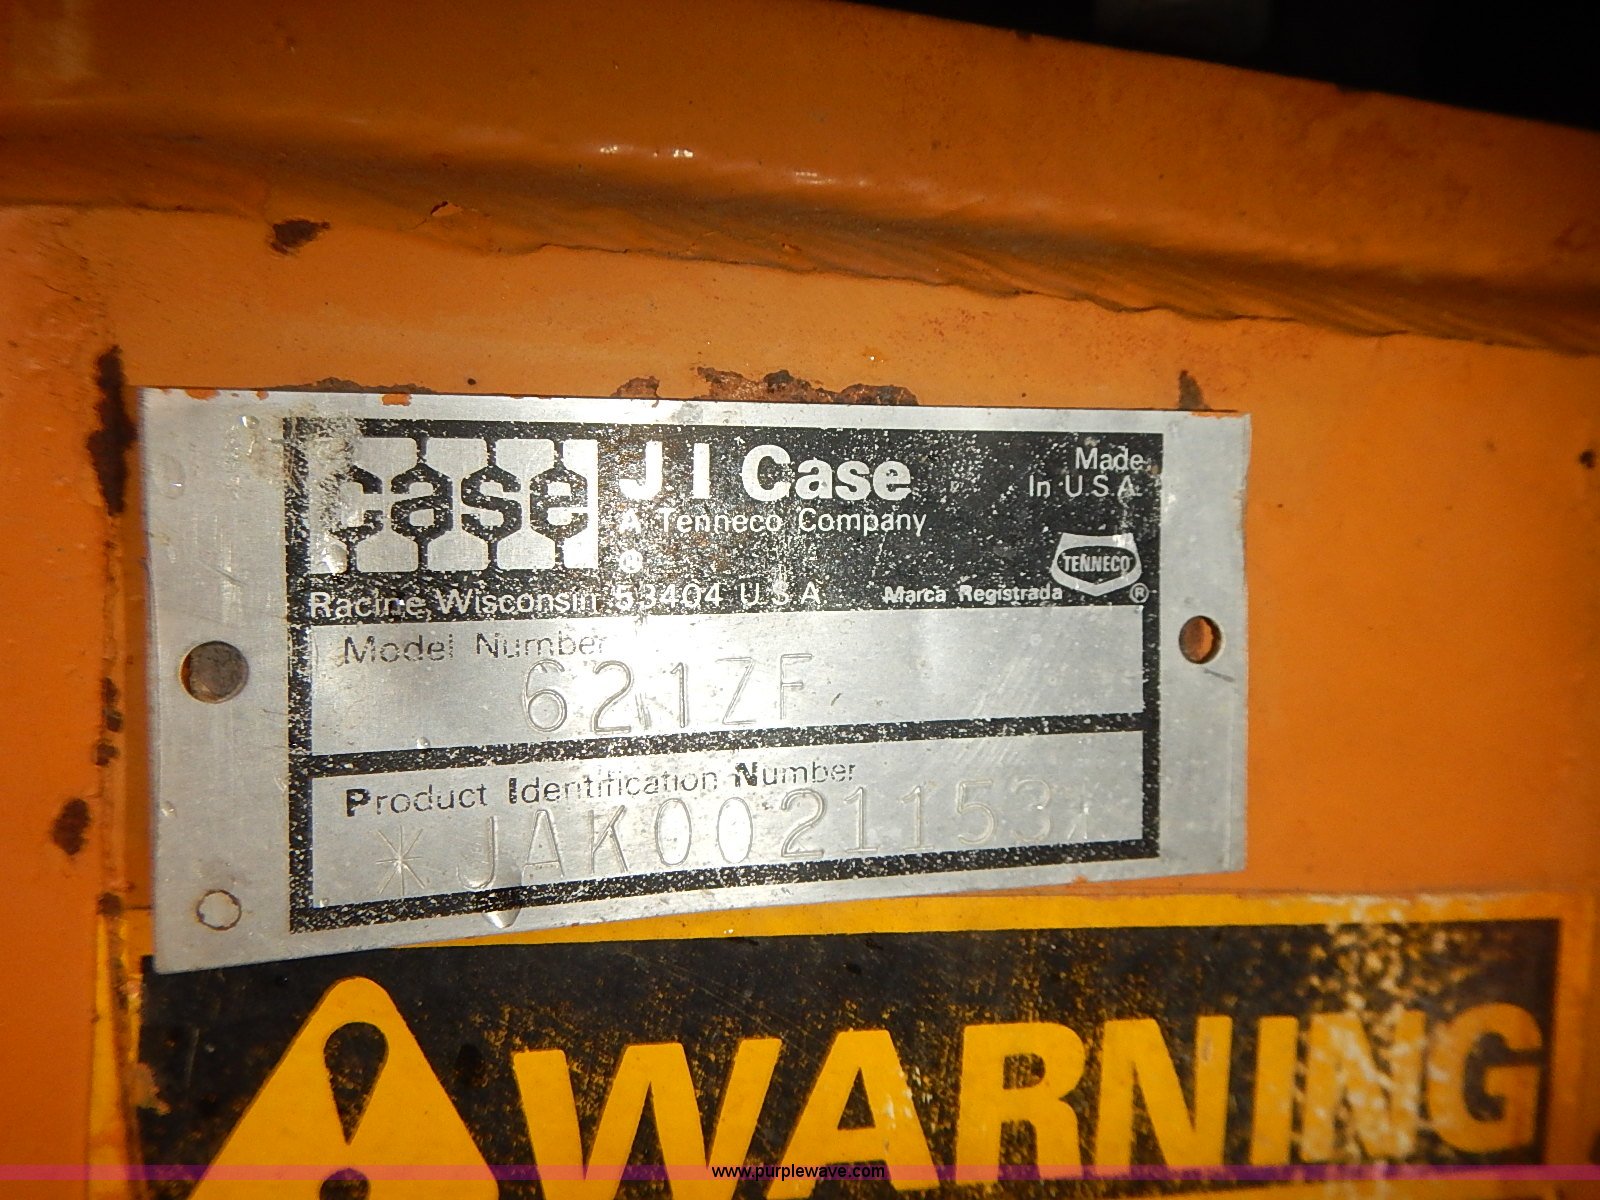 case
J I Case
Made
In U.S.A.
A Tenneco Company
®
TENNECO
Racine Wisconsin 53404 U.S.A.
Marca Registrada ®
Model Number
621ZF
Product Identification Number
*JAK0021153*
WARNING
www.purplewave.com